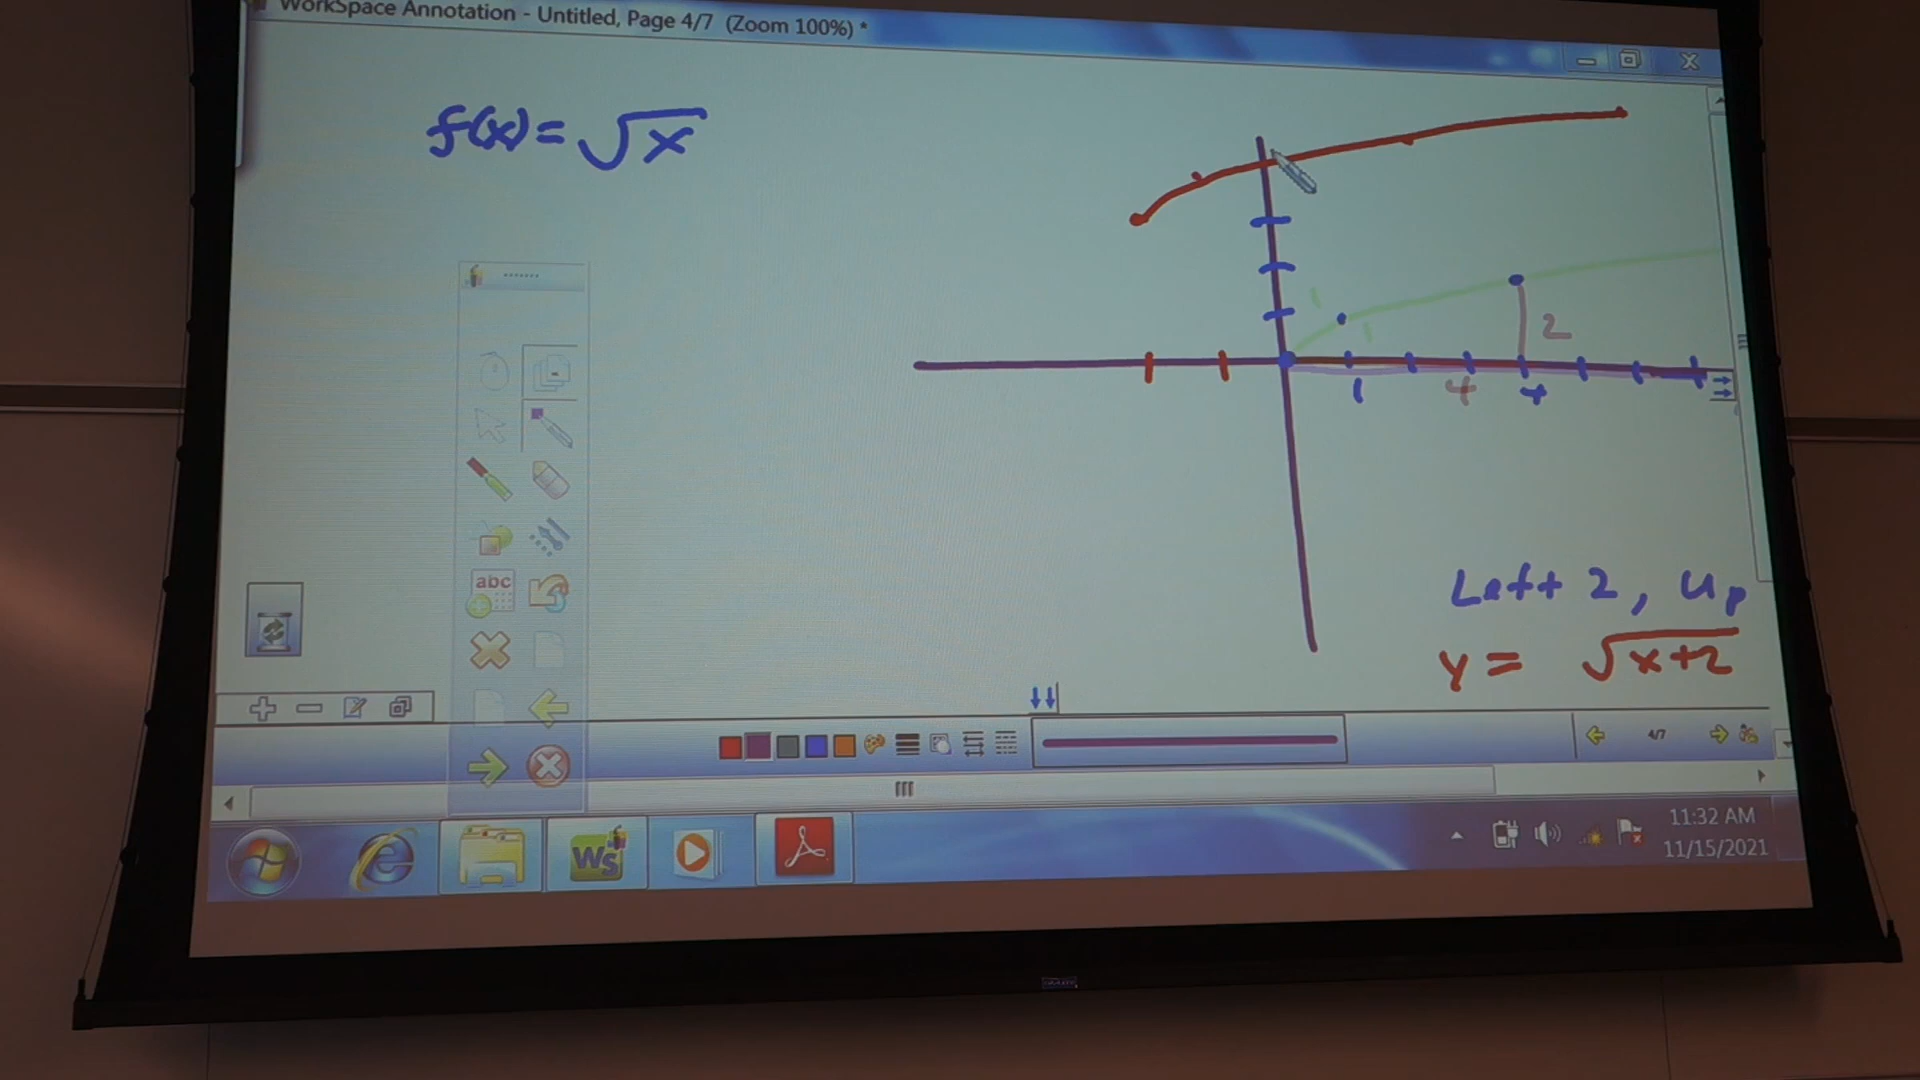 WorkSpace Annotation - Untitled, Page 4/7 (Zoom 100%) *
f(x) = √x
2
1 4 4
Left 2, up
y = √x+2
abc
4/7
WS
11:32 AM
11/15/2021